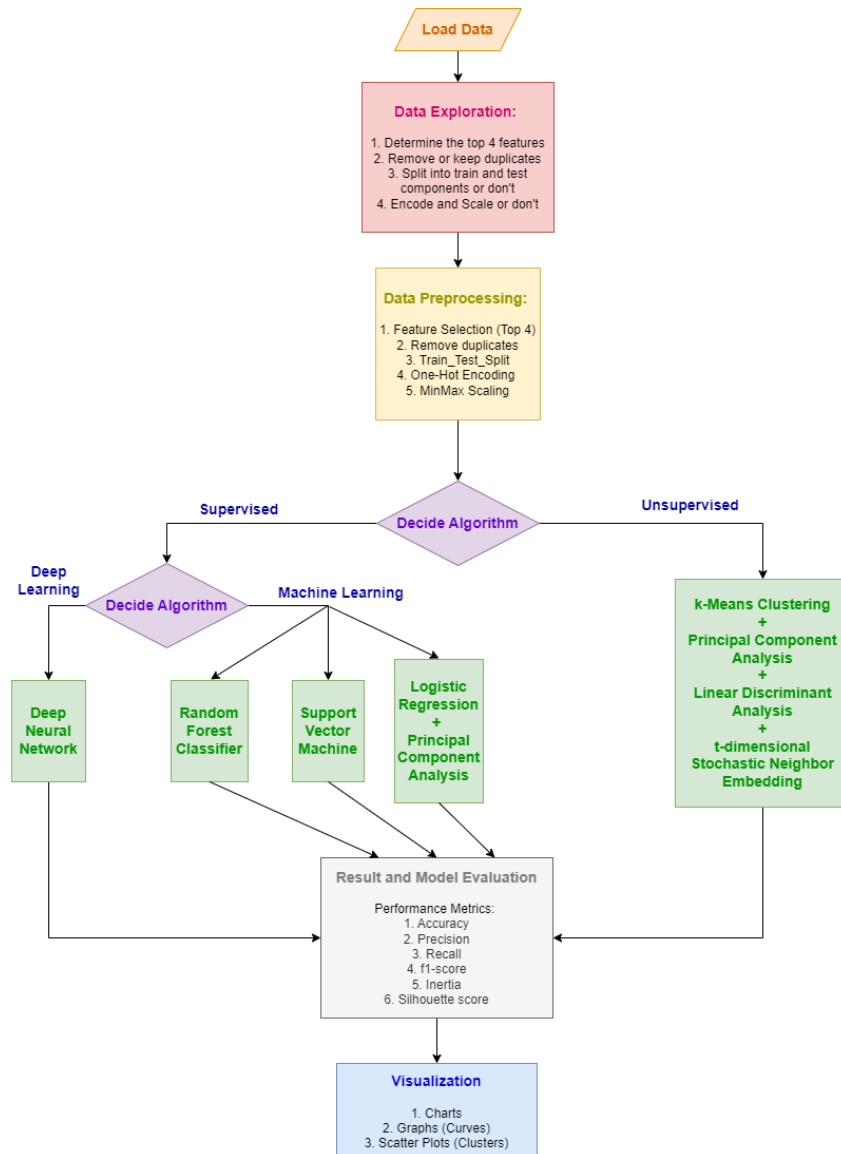 Load Data
Data Exploration:
1. Determine the top 4 features
2. Remove or keep duplicates
3. Split into train and test
components or don't
4. Encode and Scale or don't
Data Preprocessing:
1. Feature Selection (Top 4)
2. Remove duplicates
3. Train_Test_Split
4. One-Hot Encoding
5. MinMax Scaling
Decide Algorithm
Supervised
Unsupervised
Decide Algorithm
Deep
Learning
Machine Learning
Deep
Neural
Network
Random
Forest
Classifier
Support
Vector
Machine
Logistic
Regression
+
Principal
Component
Analysis
k-Means Clustering
+
Principal Component
Analysis
+
Linear Discriminant
Analysis
+
t-dimensional
Stochastic Neighbor
Embedding
Result and Model Evaluation
Performance Metrics:
1. Accuracy
2. Precision
3. Recall
4. f1-score
5. Inertia
6. Silhouette score
Visualization
1. Charts
2. Graphs (Curves)
3. Scatter Plots (Clusters)